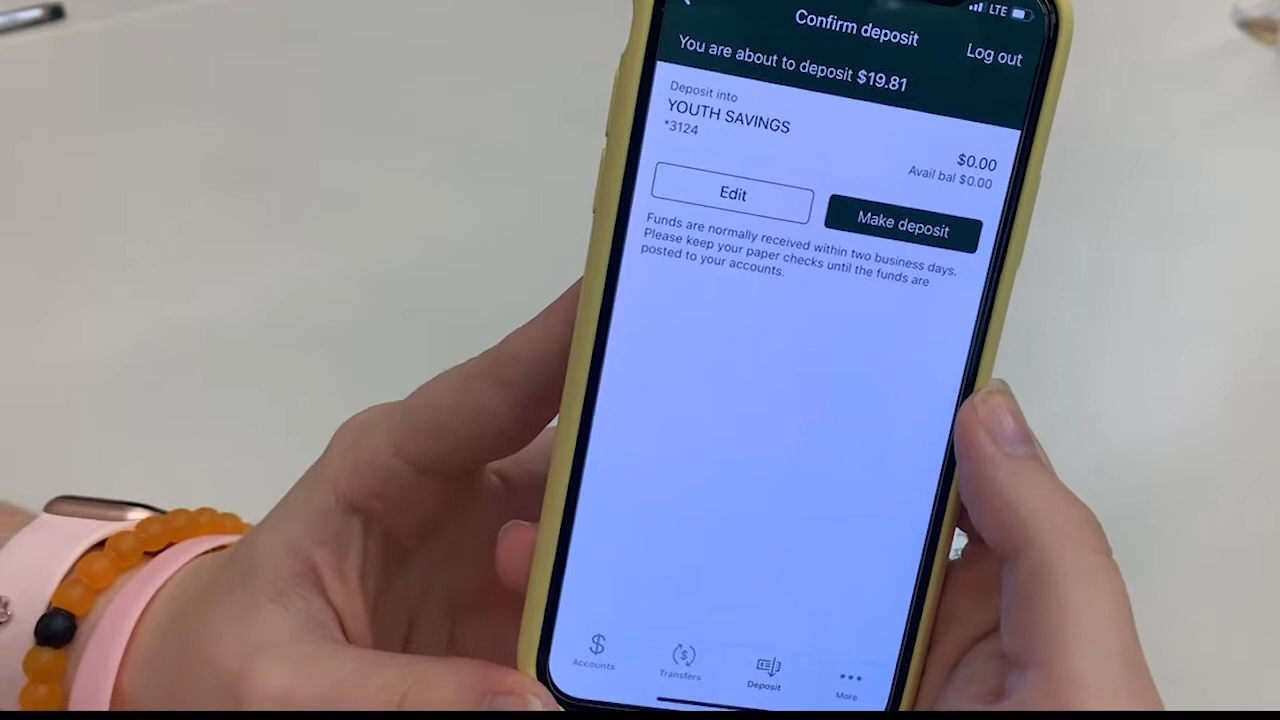 LTE
Confirm deposit
Log out
You are about to deposit $19.81
Deposit into
YOUTH SAVINGS
*3124
$0.00
Avail bal $0.00
Edit
Make deposit
Funds are normally received within two business days.
Please keep your paper checks until the funds are
posted to your accounts.
Accounts
Transfers
Deposit
More